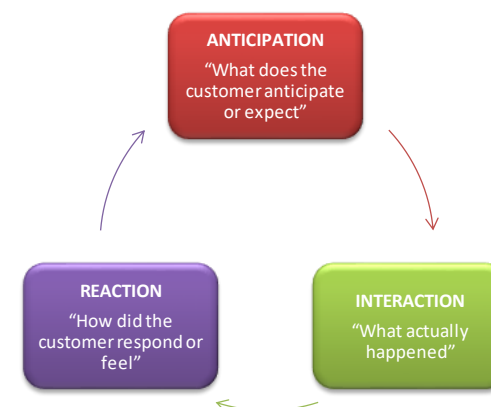 ANTICIPATION
“What does the
customer anticipate
or expect”
REACTION
“How did the
customer respond or
feel”
INTERACTION
“What actually
happened”